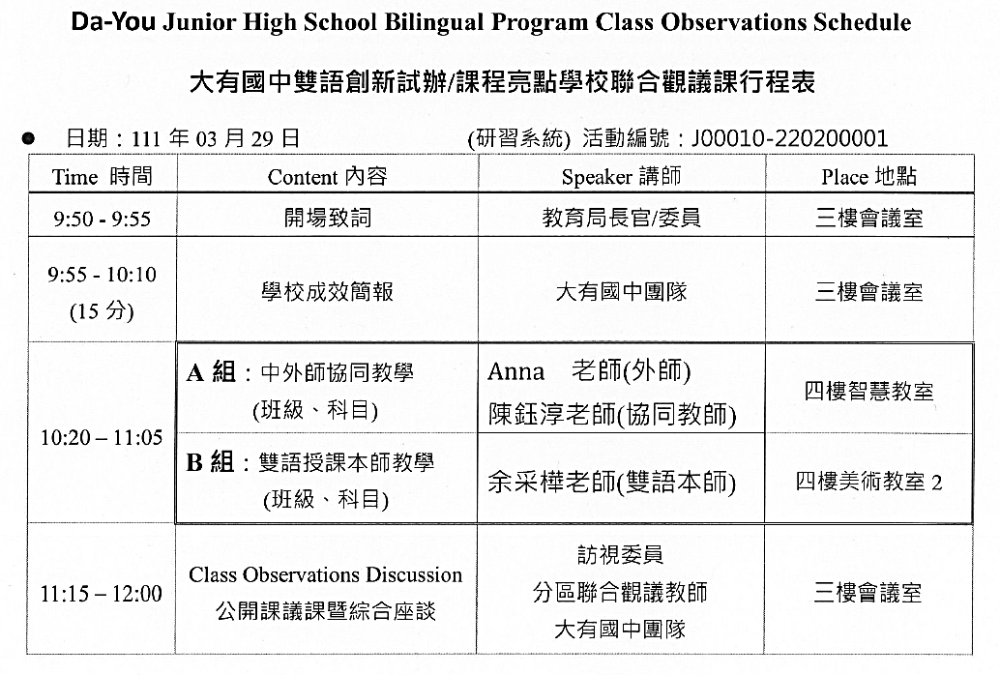 Da-You Junior High School Bilingual Program Class Observations Schedule
大有國中雙語創新試辦/課程亮點學校聯合觀議課行程表
● 日期：111 年 03 月 29 日 (研習系統) 活動編號：J00010-220200001
Time 時間 Content 內容 Speaker 講師 Place 地點
9:50 - 9:55 開場致詞 教育局長官/委員 三樓會議室
9:55 - 10:10
(15 分)
學校成效簡報 大有國中團隊 三樓會議室
10:20 – 11:05
A 組：中外師協同教學
(班級、科目)
Anna 老師(外師)
陳鈺淳老師(協同教師)
四樓智慧教室
B 組：雙語授課本師教學
(班級、科目)
余采樺老師(雙語本師)
四樓美術教室 2
11:15 – 12:00
Class Observations Discussion
公開課議課暨綜合座談
訪視委員
分區聯合觀議教師
大有國中團隊
三樓會議室